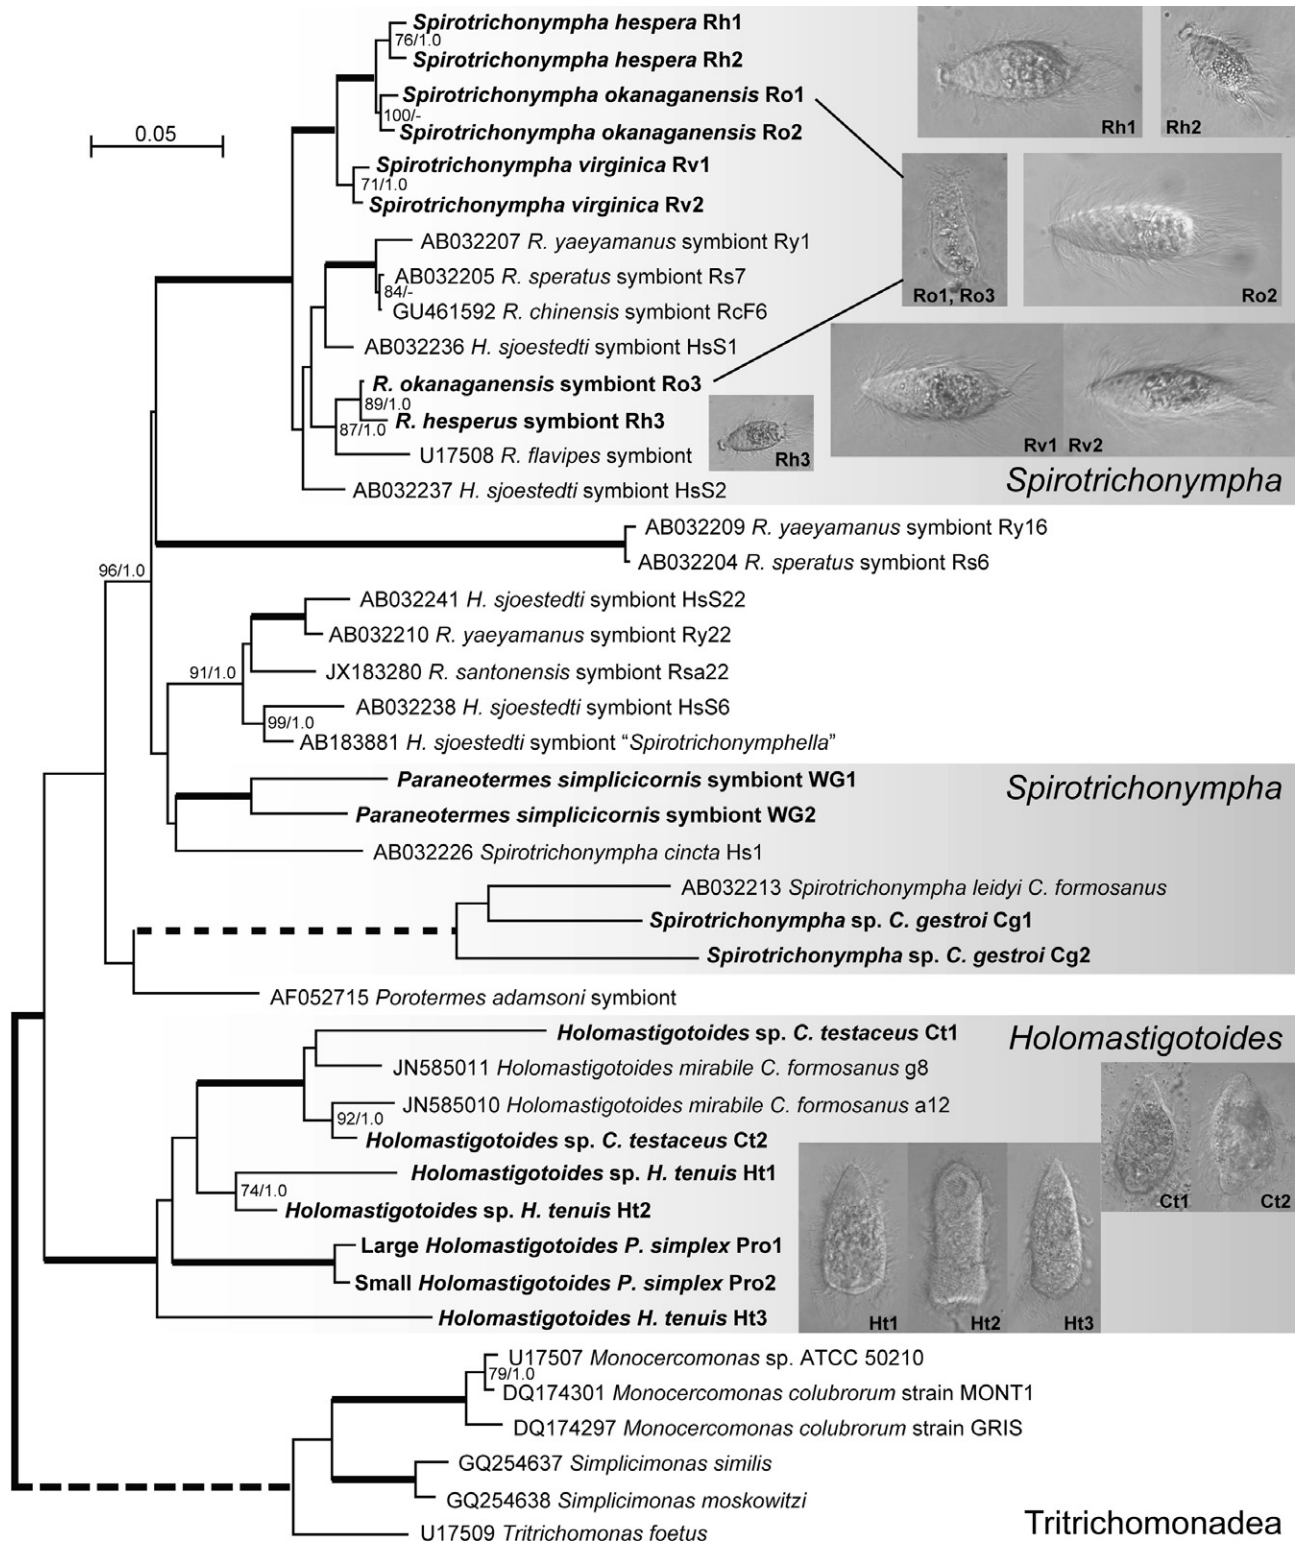 Spirotrichonympha hespera Rh1
76/1.0
Spirotrichonympha hespera Rh2
Spirotrichonympha okanaganensis Ro1
100/-
Spirotrichonympha okanaganensis Ro2
Spirotrichonympha virginica Rv1
71/1.0
Spirotrichonympha virginica Rv2
0.05
AB032207 R. yaeyamanus symbiont Ry1
AB032205 R. speratus symbiont Rs7
84/-
GU461592 R. chinensis symbiont RcF6
AB032236 H. sjoestedti symbiont HsS1
R. okanaganensis symbiont Ro3
89/1.0
R. hesperus symbiont Rh3
87/1.0
U17508 R. flavipes symbiont
AB032237 H. sjoestedti symbiont HsS2
Rh1
Rh2
Ro1, Ro3
Ro2
Rv1
Rv2
Rh3
Spirotrichonympha
AB032209 R. yaeyamanus symbiont Ry16
AB032204 R. speratus symbiont Rs6
96/1.0
AB032241 H. sjoestedti symbiont HsS22
AB032210 R. yaeyamanus symbiont Ry22
JX183280 R. santonensis symbiont Rsa22
91/1.0
AB032238 H. sjoestedti symbiont HsS6
99/1.0
AB183881 H. sjoestedti symbiont “Spirotrichonymphella”
Paraneotermes simplicicornis symbiont WG1
Spirotrichonympha
Paraneotermes simplicicornis symbiont WG2
AB032226 Spirotrichonympha cincta Hs1
AB032213 Spirotrichonympha leidyi C. formosanus
Spirotrichonympha sp. C. gestroi Cg1
Spirotrichonympha sp. C. gestroi Cg2
AF052715 Porotermes adamsoni symbiont
Holomastigotoides sp. C. testaceus Ct1
Holomastigotoides
JN585011 Holomastigotoides mirabile C. formosanus g8
JN585010 Holomastigotoides mirabile C. formosanus a12
92/1.0
Holomastigotoides sp. C. testaceus Ct2
Holomastigotoides sp. H. tenuis Ht1
74/1.0
Holomastigotoides sp. H. tenuis Ht2
Large Holomastigotoides P. simplex Pro1
Small Holomastigotoides P. simplex Pro2
Holomastigotoides H. tenuis Ht3
Ct1
Ct2
Ht1
Ht2
Ht3
U17507 Monocercomonas sp. ATCC 50210
79/1.0
DQ174301 Monocercomonas colubrorum strain MONT1
DQ174297 Monocercomonas colubrorum strain GRIS
GQ254637 Simplicimonas similis
GQ254638 Simplicimonas moskowitzi
U17509 Tritrichomonas foetus
Tritrichomonadea